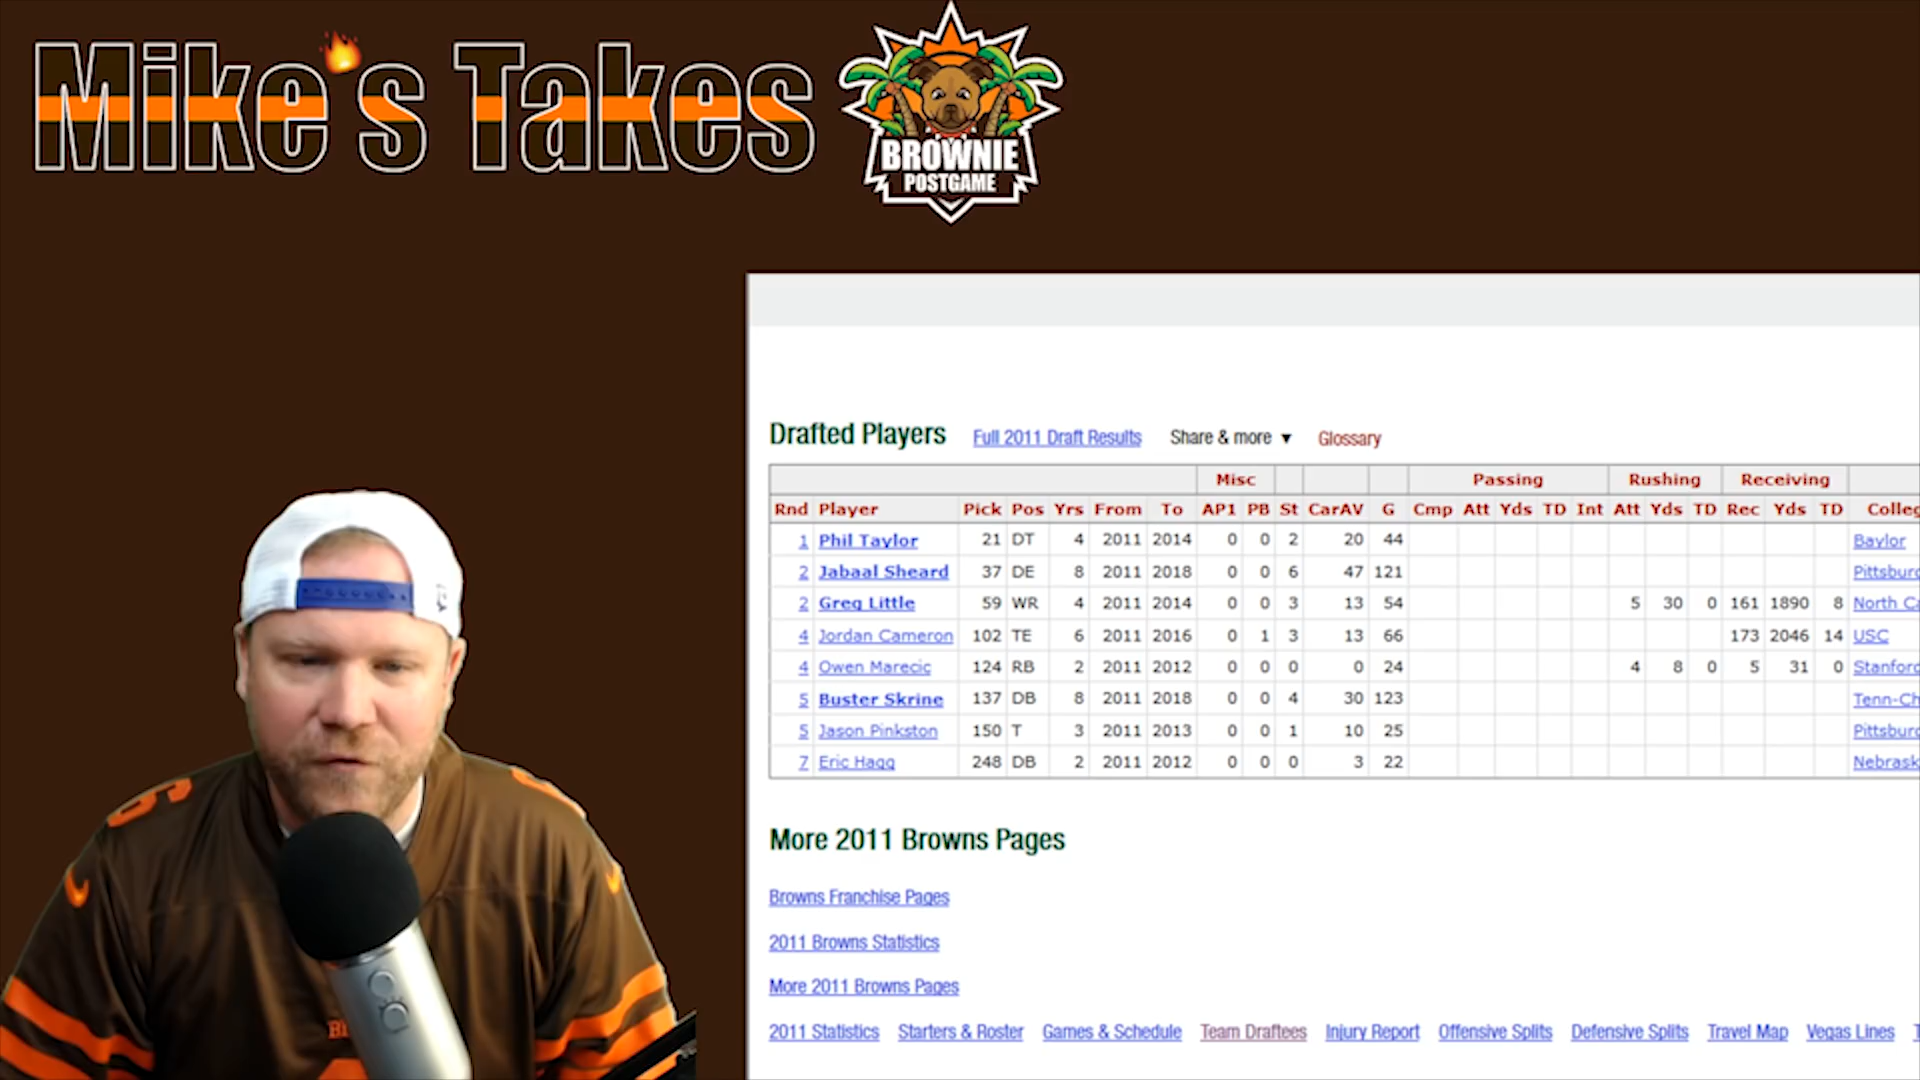 Mike's Takes
BROWNIE
POSTGAME
Drafted Players Full 2011 Draft Results Share & more ▼ Glossary
Misc Passing Rushing Receiving
Rnd Player Pick Pos Yrs From To AP1 PB St CarAV G Cmp Att Yds TD Int Att Yds TD Rec Yds TD Colleg
1 Phil Taylor 21 DT 4 2011 2014 0 0 2 20 44 Baylor
2 Jabaal Sheard 37 DE 8 2011 2018 0 0 6 47 121 Pittsburg
2 Greg Little 59 WR 4 2011 2014 0 0 3 13 54 5 30 0 161 1890 8 North Ca
4 Jordan Cameron 102 TE 6 2011 2016 0 1 3 13 66 173 2046 14 USC
4 Owen Marecic 124 RB 2 2011 2012 0 0 0 0 24 4 8 0 5 31 0 Stanford
5 Buster Skrine 137 DB 8 2011 2018 0 0 4 30 123 Tenn-Ch
5 Jason Pinkston 150 T 3 2011 2013 0 0 1 10 25 Pittsburg
7 Eric Hagg 248 DB 2 2011 2012 0 0 0 3 22 Nebrask
More 2011 Browns Pages
Browns Franchise Pages
2011 Browns Statistics
More 2011 Browns Pages
2011 Statistics Starters & Roster Games & Schedule Team Draftees Injury Report Offensive Splits Defensive Splits Travel Map Vegas Lines